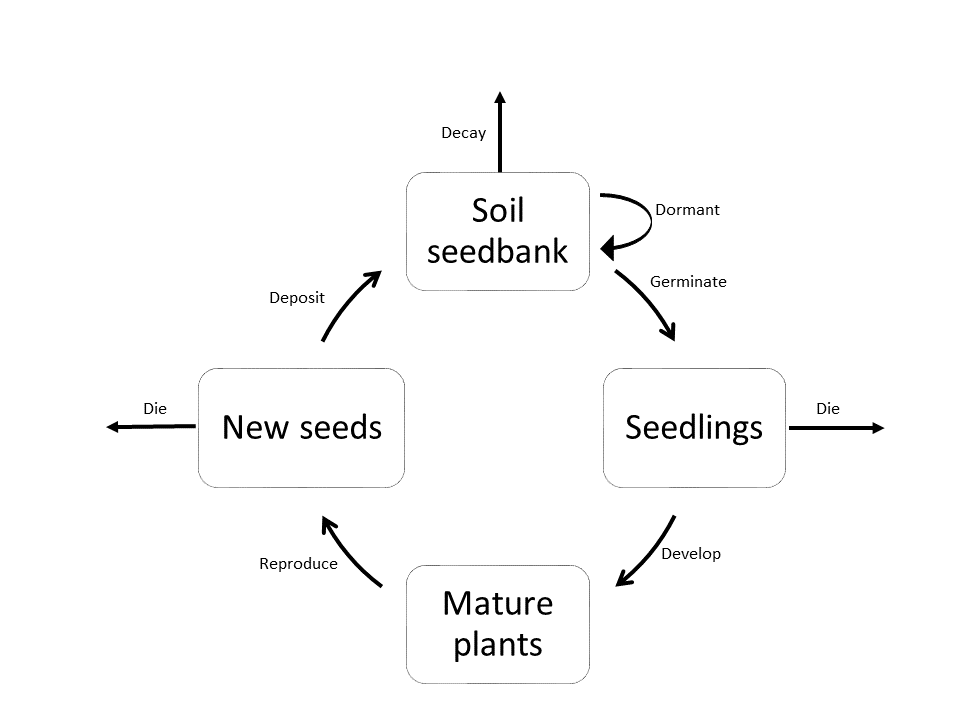 Decay
Soil
seedbank
Dormant
Germinate
Deposit
Die
New seeds
Seedlings
Die
Reproduce
Develop
Mature
plants